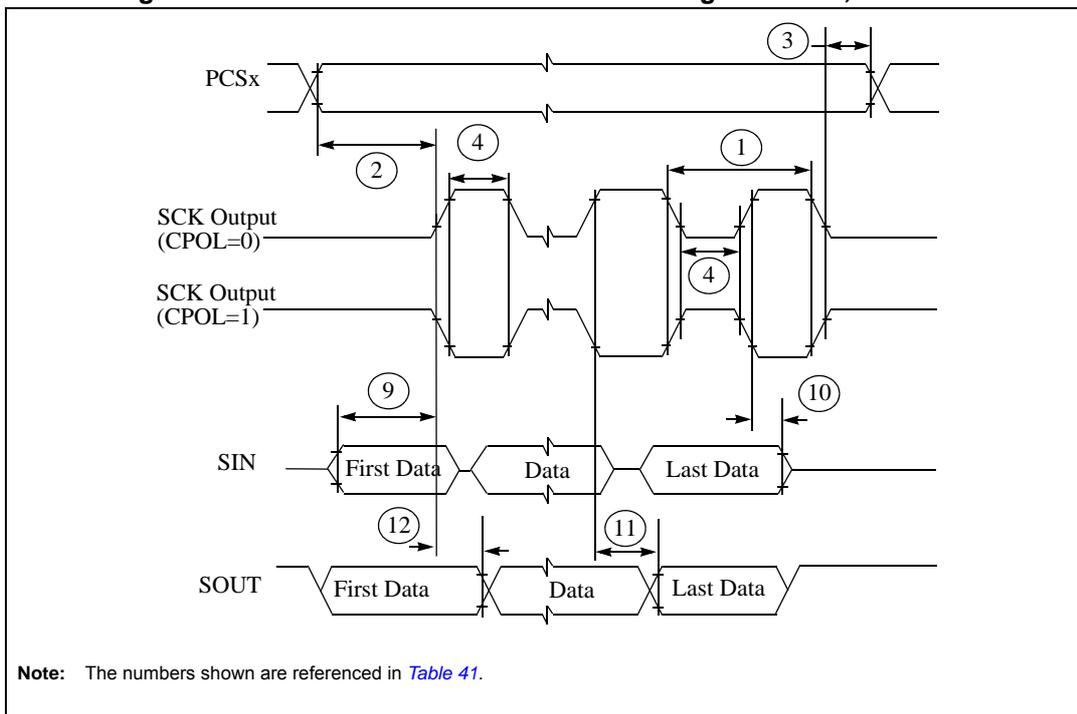 3
PCSx
4
1
2
SCK Output
(CPOL=0)
4
SCK Output
(CPOL=1)
9
10
SIN
First Data
Data
Last Data
12
11
SOUT
First Data
Data
Last Data
Note: The numbers shown are referenced in Table 41.